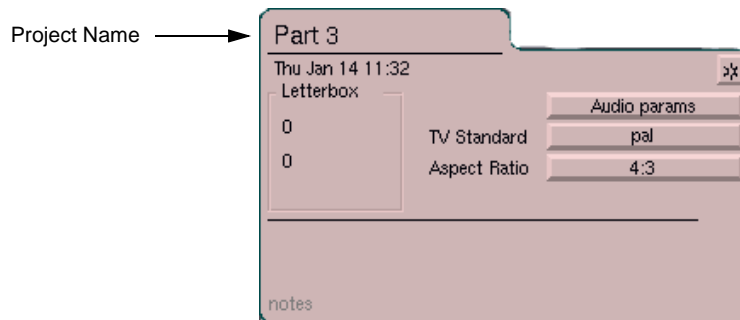 Project Name
Part 3
Thu Jan 14 11:32
Letterbox
Audio params
0
TV Standard pal
0
Aspect Ratio 4:3
notes